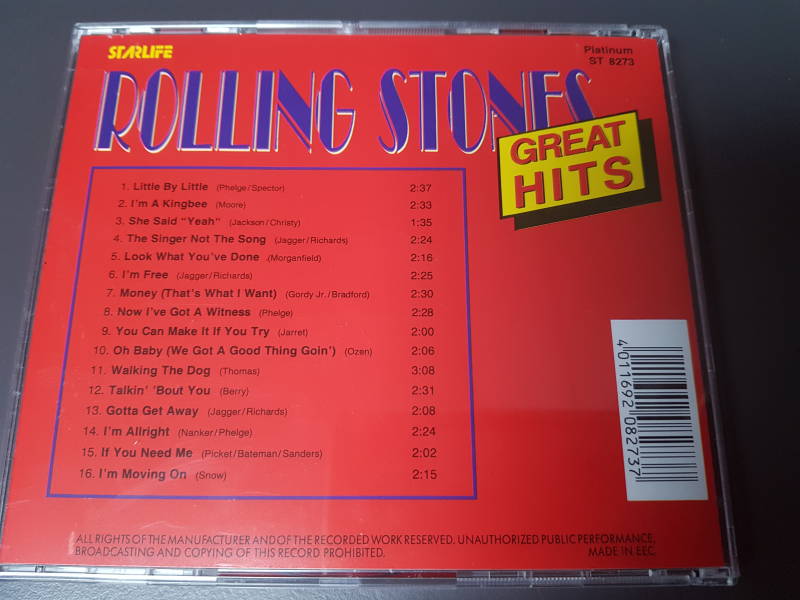 STARLIFE
Platinum
ST 8273
ROLLING STONES
GREAT
HITS
1. Little By Little (Phelge/Spector) 2:37
2. I'm A Kingbee (Moore) 2:33
3. She Said "Yeah" (Jackson/Christy) 1:35
4. The Singer Not The Song (Jagger/Richards) 2:24
5. Look What You've Done .(Morganfield) 2:16
6. I'm Free (Jagger/Richards) 2:25
7. Money (That's What I Want) (Gordy Jr./Bradford) 2:30
8. Now I've Got A Witness (Phelge) 2:28
9. You Can Make It If You Try (Jarret) 2:00
10. Oh Baby (We Got A Good Thing Goin') (Ozen) 2:06
11. Walking The Dog (Thomas) 3:08
12. Talkin' 'Bout You (Berry) 2:31
13. Gotta Get Away (Jagger/Richards) 2:08
14. I'm Allright (Nanker/Phelge) 2:24
15. If You Need Me (Picket/Bateman/Sanders) 2:02
16. I'm Moving On (Snow) 2:15
4 011692 082737
ALL RIGHTS OF THE MANUFACTURER AND OF THE RECORDED WORK RESERVED. UNAUTHORIZED PUBLIC PERFORMANCE,
BROADCASTING AND COPYING OF THIS RECORD PROHIBITED. MADE IN EEC.